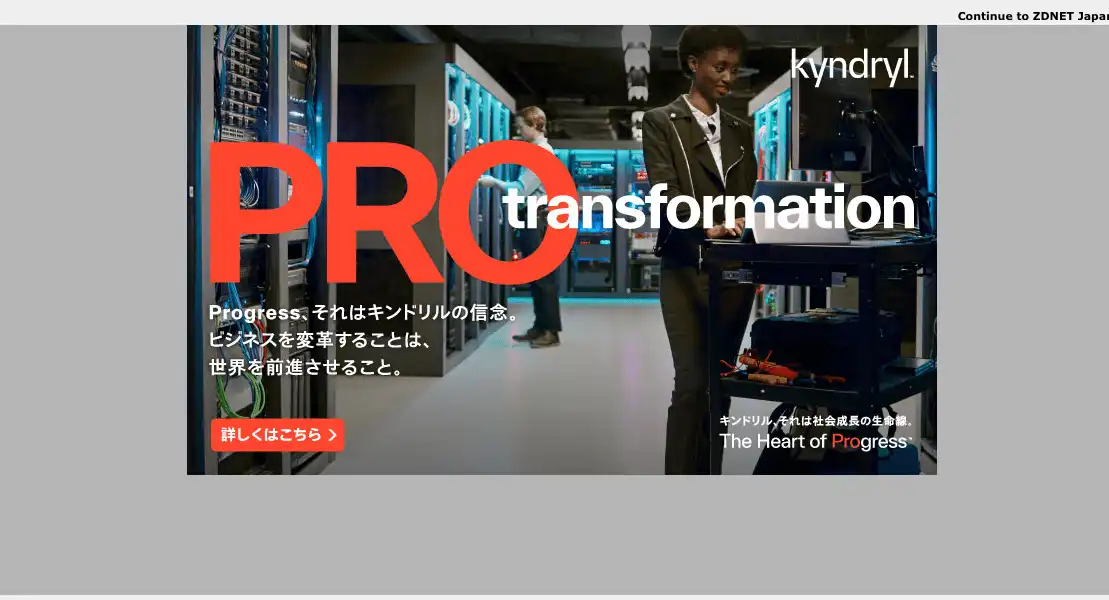 Continue to ZDNET Japan
kyndryl
PROtransformation
Progress、それはキンドリルの信念。
ビジネスを変革することは、
世界を前進させること。
詳しくはこちら
キンドリル、それは社会成長の生命線。
The Heart of Progress™